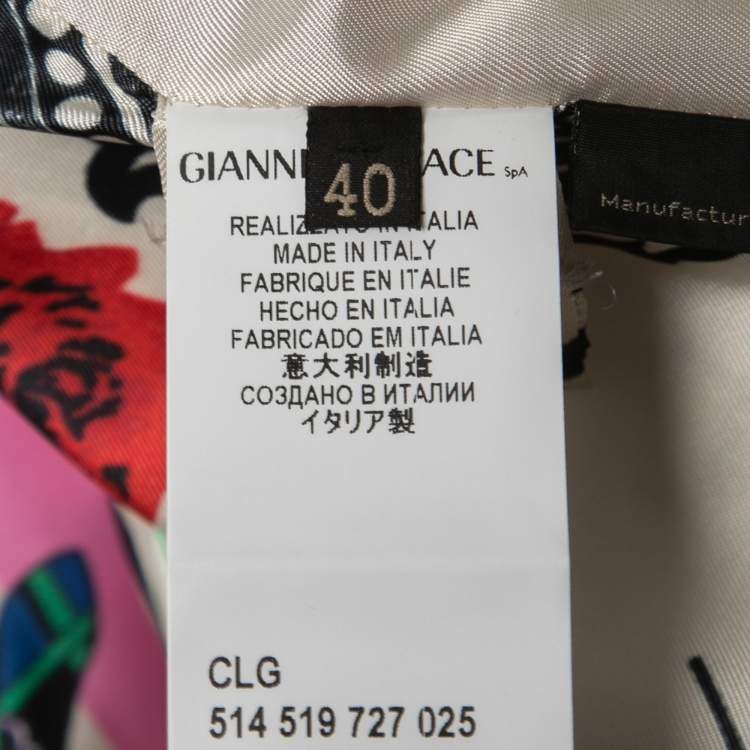 GIANNI ACE SpA
40
Manufactur
REALIZZATO IN ITALIA
MADE IN ITALY
FABRIQUE EN ITALIE
HECHO EN ITALIA
FABRICADO EM ITALIA
意大利制造
СОЗДАНО В ИТАЛИИ
イタリア製
CLG
514 519 727 025